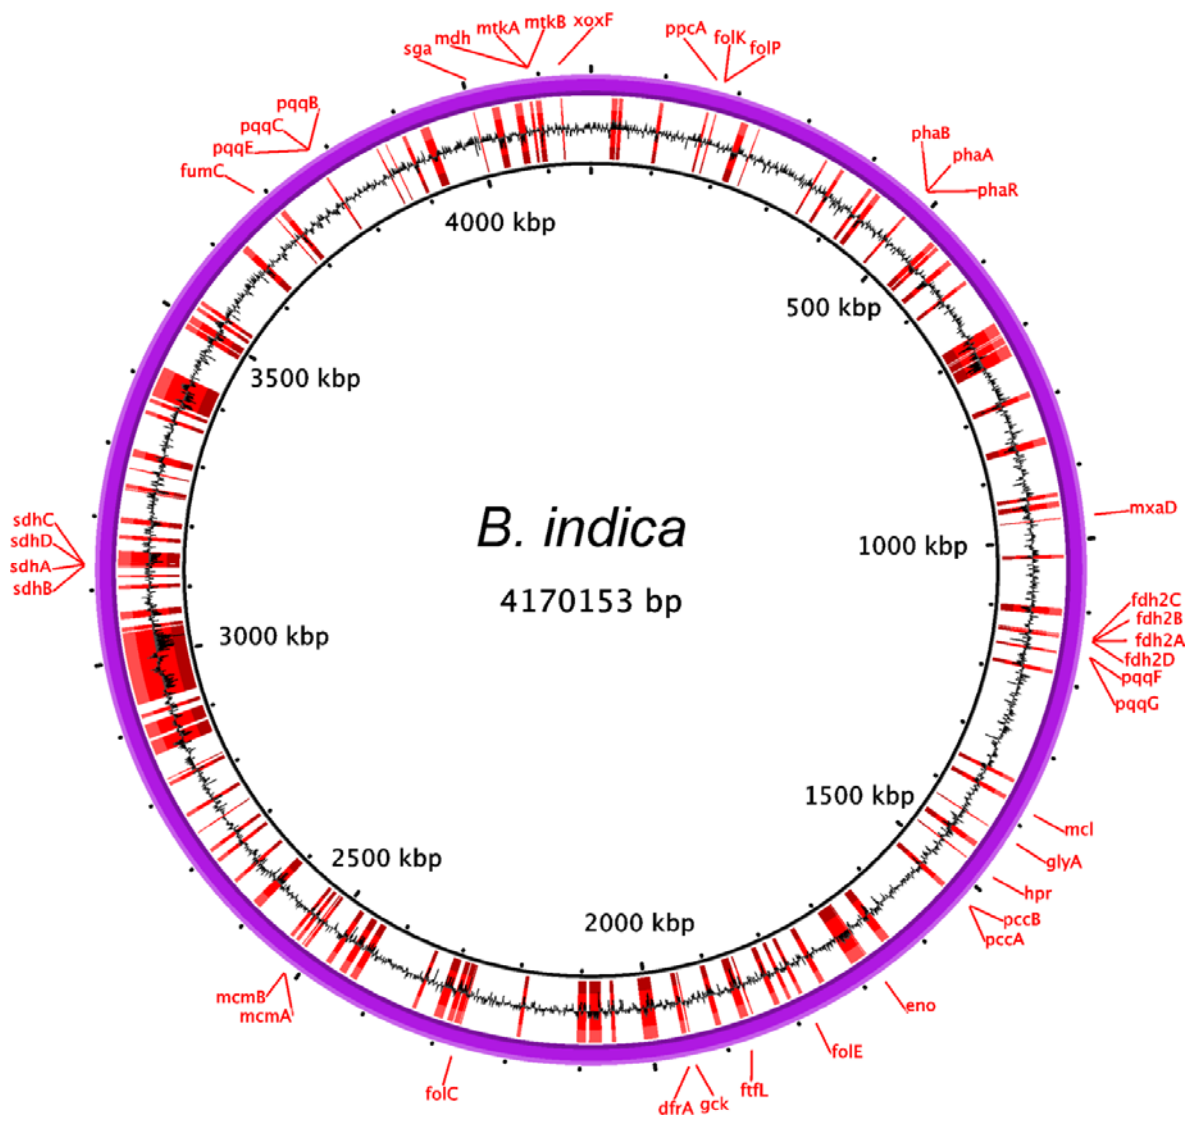 mtkA mtkB xoxF
sga mdh
ppcA folK folP
pqqB
pqqC
pqqE
fumC
phaB
phaA
phaR
4000 kbp
500 kbp
3500 kbp
mxaD
sdhC
sdhD
sdhA
sdhB
B. indica
1000 kbp
4170153 bp
fdh2C
fdh2B
fdh2A
fdh2D
pqqF
pqqG
3000 kbp
1500 kbp
mcl
glyA
hpr
pccB
pccA
2500 kbp
2000 kbp
mcmB
mcmA
eno
folE
folC
dfrA gck ftfL